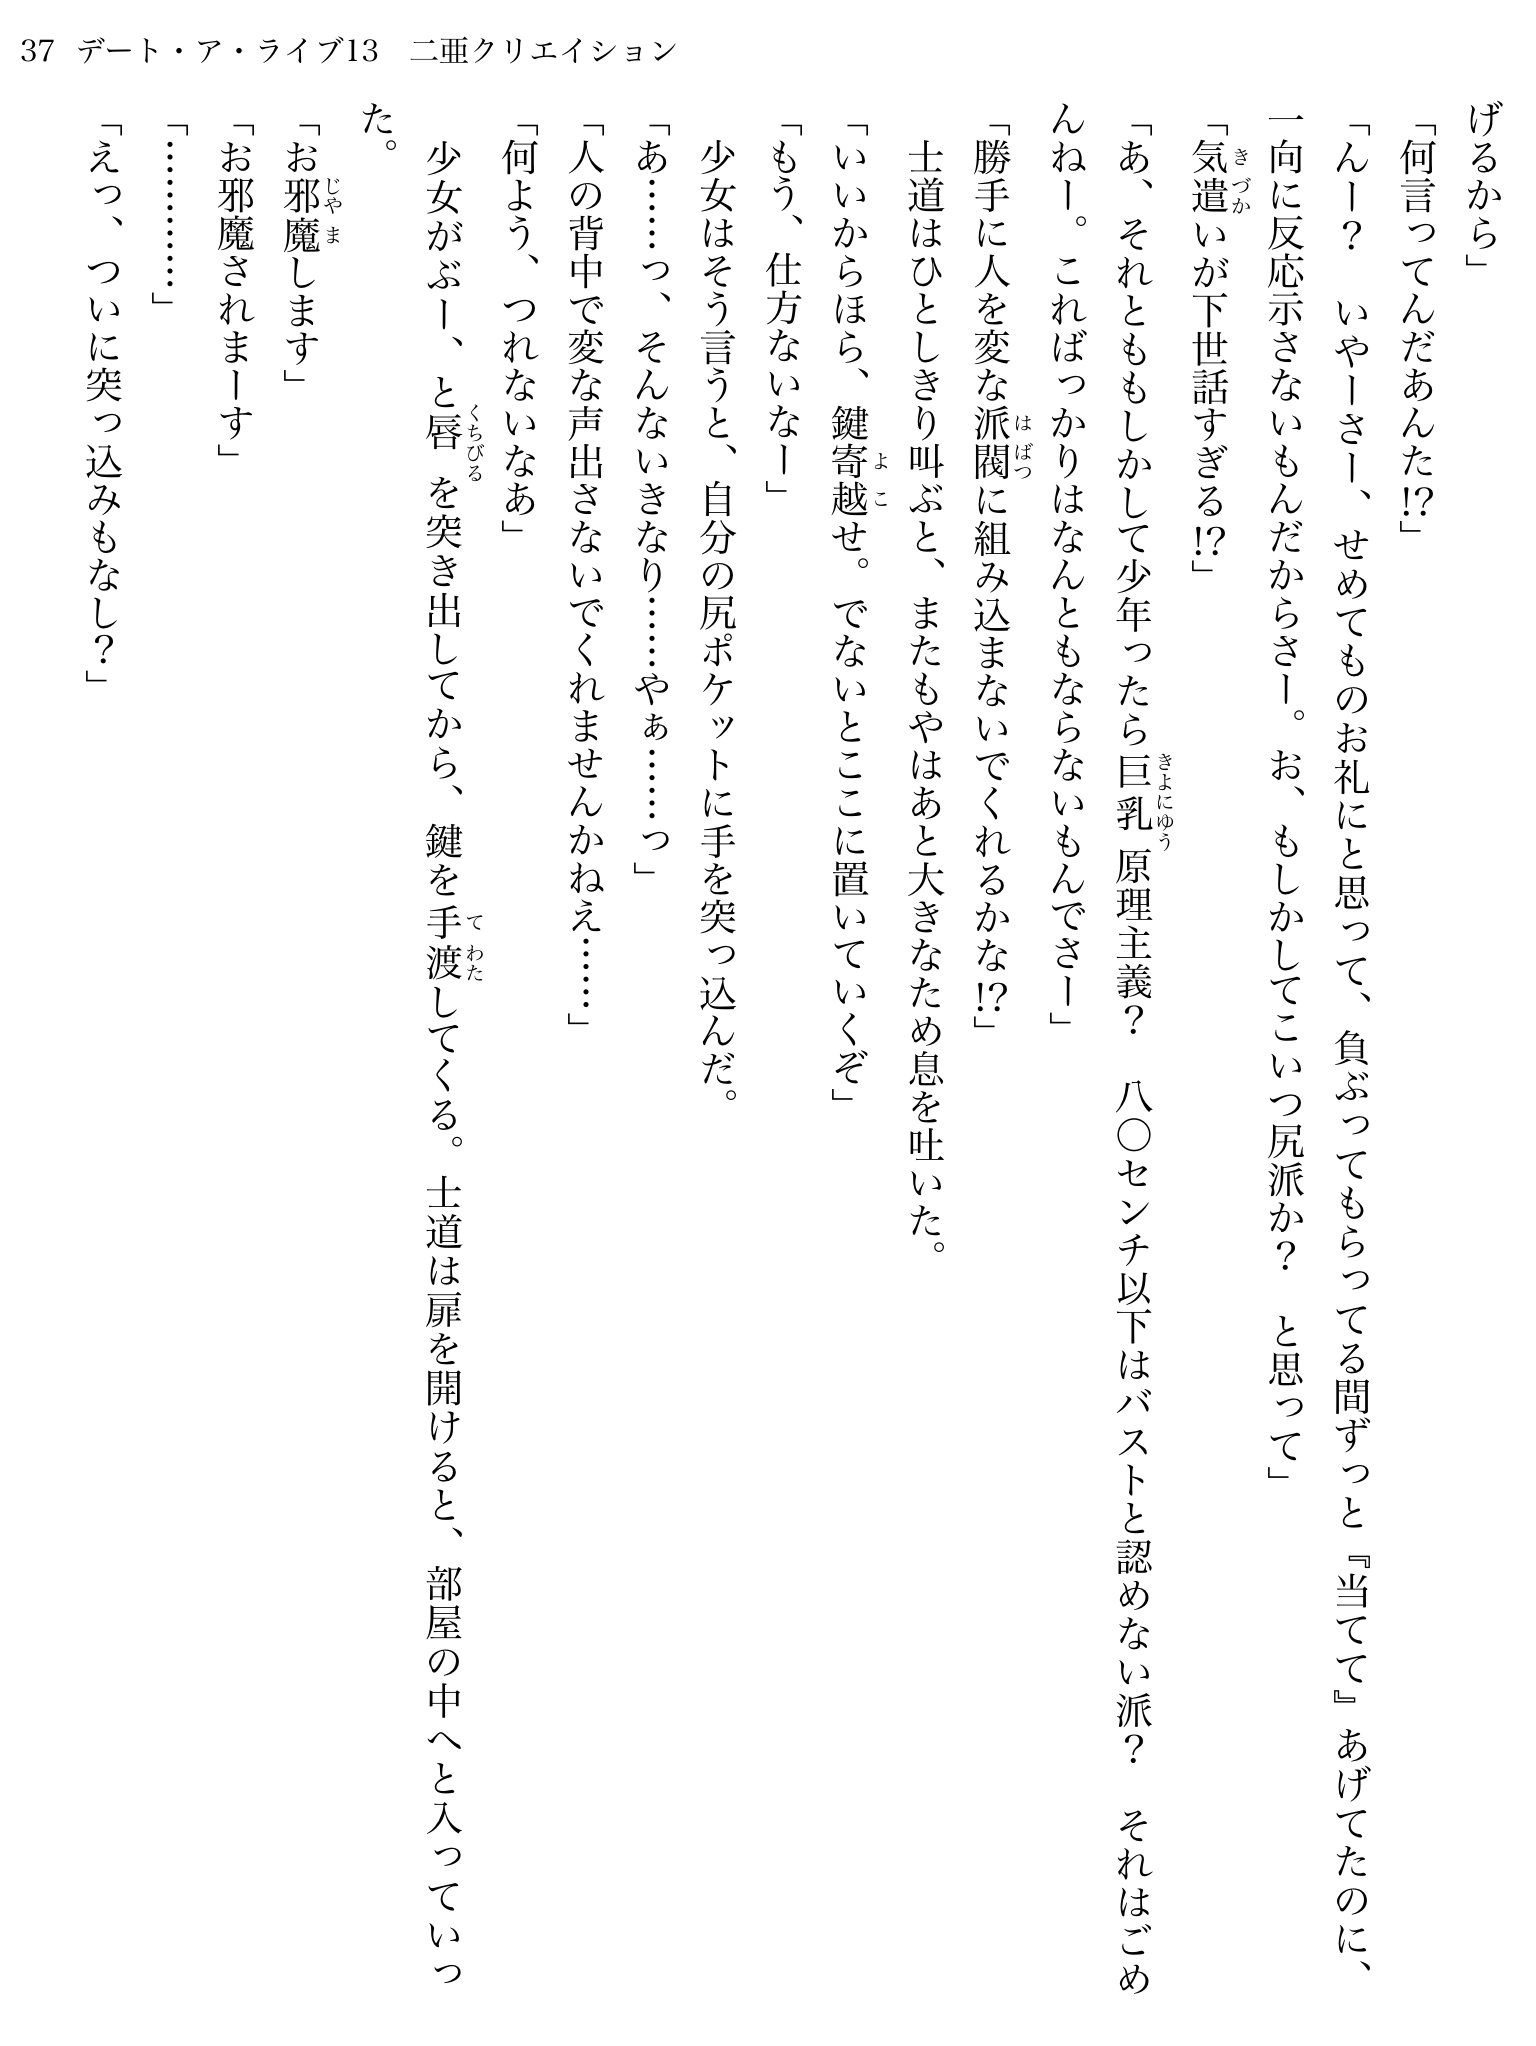 37 デート・ア・ライブ13　二亜クリエイション
げるから」
「何言ってんだあんた!?」
「んー？　いやーさー、せめてものお礼にと思って、負ぶってもらってる間ずっと『当てて』あげてたのに、
一向に反応示さないもんだからさー。お、もしかしてこいつ尻派か？　と思って」
「気遣いが下世話すぎる!?」
「あ、それとももしかして少年ったら巨乳原理主義？　八〇センチ以下はバストと認めない派？　それはごめ
んねー。こればっかりはなんともならないもんでさー」
「勝手に人を変な派閥に組み込まないでくれるかな!?」
　士道はひとしきり叫ぶと、またもやはあと大きなため息を吐いた。
「いいからほら、鍵寄越せ。でないとここに置いていくぞ」
「もう、仕方ないなー」
　少女はそう言うと、自分の尻ポケットに手を突っ込んだ。
「あ……っ、そんないきなり……やぁ……っ」
「人の背中で変な声出さないでくれませんかねえ……」
「何よう、つれないなあ」
　少女がぶー、と唇を突き出してから、鍵を手渡してくる。士道は扉を開けると、部屋の中へと入っていっ
た。
「お邪魔します」
「お邪魔されまーす」
「…………」
「えっ、ついに突っ込みもなし？」